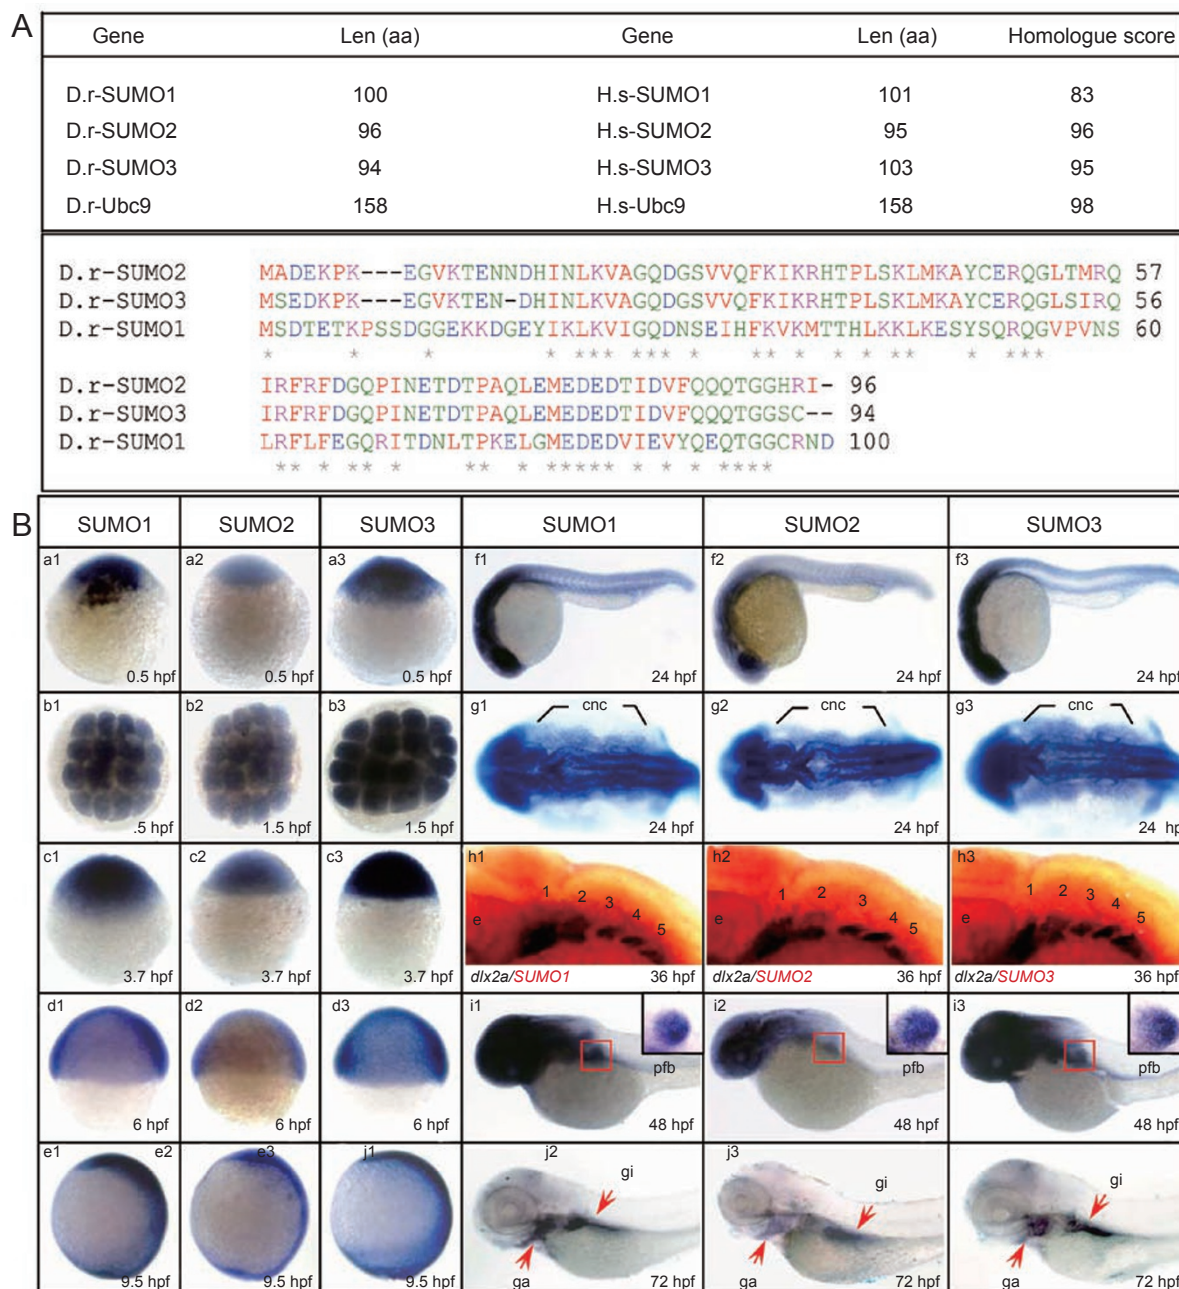 A
Gene Len (aa) Gene Len (aa) Homologue score
D.r-SUMO1 100 H.s-SUMO1 101 83
D.r-SUMO2 96 H.s-SUMO2 95 96
D.r-SUMO3 94 H.s-SUMO3 103 95
D.r-Ubc9 158 H.s-Ubc9 158 98
D.r-SUMO2 MADEKPK---EGVKTENNDHINLKVAGQDGSVVQFKIKRHTPLSKLMKAYCERQGLTMRQ 57
D.r-SUMO3 MSEDKPK---EGVKTEN-DHINLKVAGQDGSVVQFKIKRHTPLSKLMKAYCERQGLSIRQ 56
D.r-SUMO1 MSDTETKPSSDGGEKKDGEYIKLKVIGQDNSEIHFKVKMTTHLKKLKESYSQRQGVPVNS 60
* * * * *** *** * ** * * * ** * ***
D.r-SUMO2 IRFRFDGQPINETDTPAQLEMEDEDTIDVFQQQTGGHRI- 96
D.r-SUMO3 IRFRFDGQPINETDTPAQLEMEDEDTIDVFQQQTGGSC-- 94
D.r-SUMO1 LRFLFEGQRITDNLTPKELGMEDEDVIEVYQEQTGGCRND 100
** * ** * ** * ***** * * ****
B
SUMO1 SUMO2 SUMO3 SUMO1 SUMO2 SUMO3
a1 a2 a3 f1 f2 f3
0.5 hpf 0.5 hpf 0.5 hpf 24 hpf 24 hpf 24 hpf
b1 b2 b3 g1 cnc g2 cnc g3 cnc
.5 hpf 1.5 hpf 1.5 hpf 24 hpf 24 hpf 24 hp
c1 c2 c3 h1 h2 h3
1 2 3 4 5 1 2 3 4 5 1 2 3 4 5
e e e
3.7 hpf 3.7 hpf 3.7 hpf dlx2a/SUMO1 36 hpf dlx2a/SUMO2 36 hpf dlx2a/SUMO3 36 hpf
d1 d2 d3 i1 i2 i3
pfb pfb pfb
6 hpf 6 hpf 6 hpf 48 hpf 48 hpf 48 hpf
e1 e2 e3 j1 j2 j3
gi gi gi
9.5 hpf 9.5 hpf 9.5 hpf ga 72 hpf ga 72 hpf ga 72 hpf